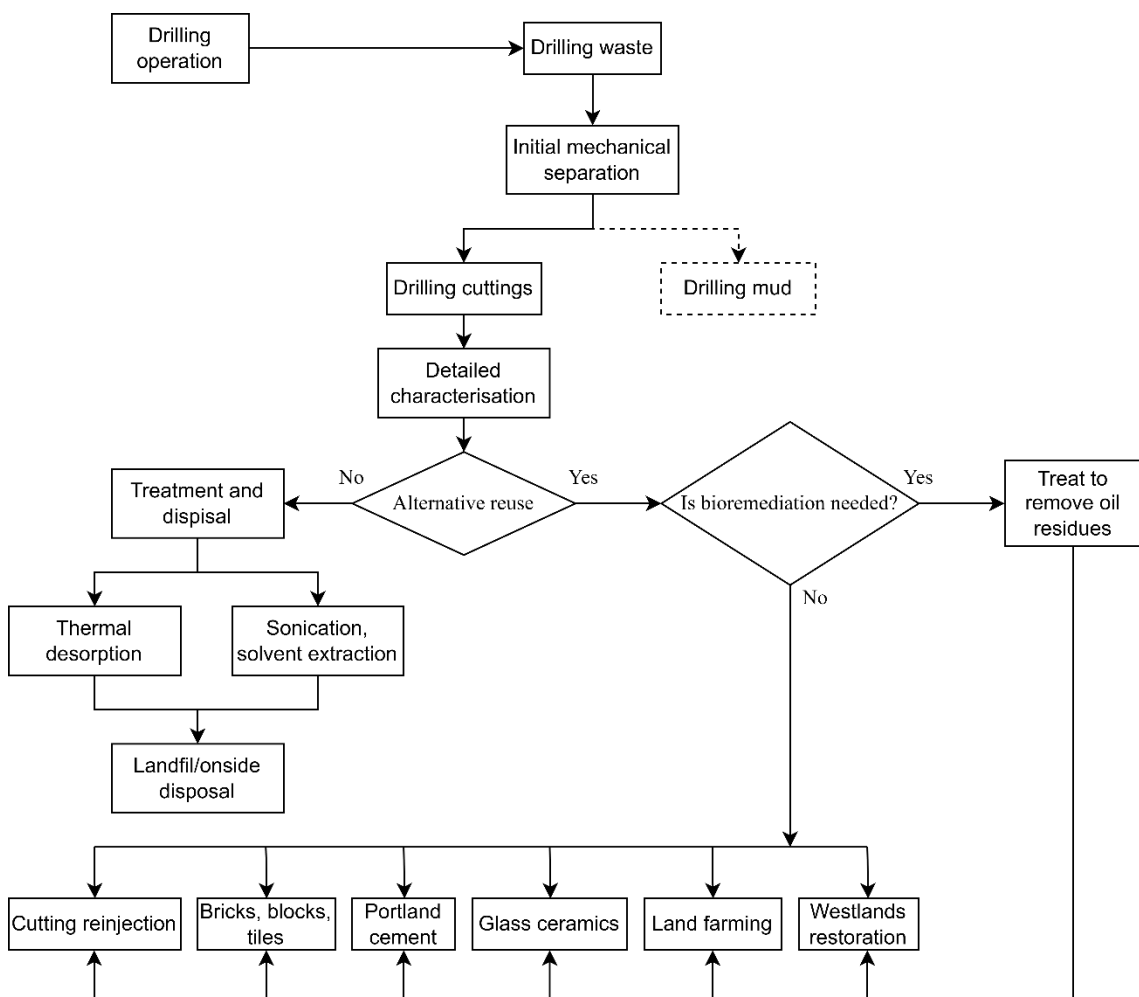 Drilling
operation
Drilling waste
Initial mechanical
separation
Drilling cuttings
Drilling mud
Detailed
characterisation
No
Alternative reuse
Yes
Is bioremediation needed?
Yes
No
Treatment and
dispisal
Treat to
remove oil
residues
Thermal
desorption
Sonication,
solvent extraction
Landfil/onside
disposal
Cutting reinjection
Bricks, blocks,
tiles
Portland
cement
Glass ceramics
Land farming
Westlands
restoration